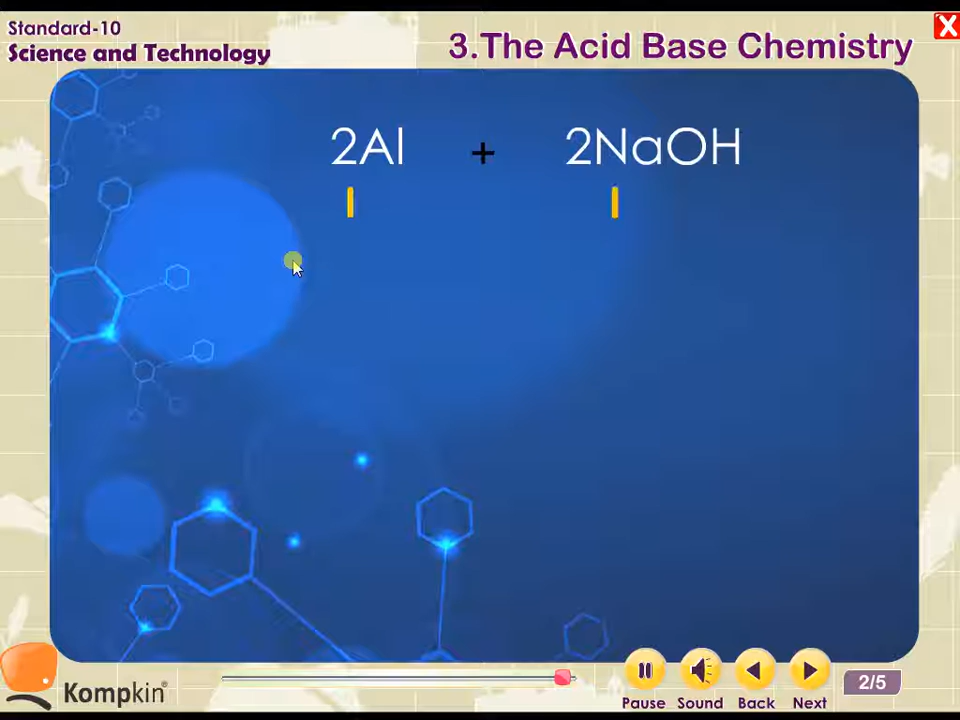 Standard-10
Science and Technology
3.The Acid Base Chemistry
X
2Al + 2NaOH
Kompkin®
Pause Sound Back Next
2/5